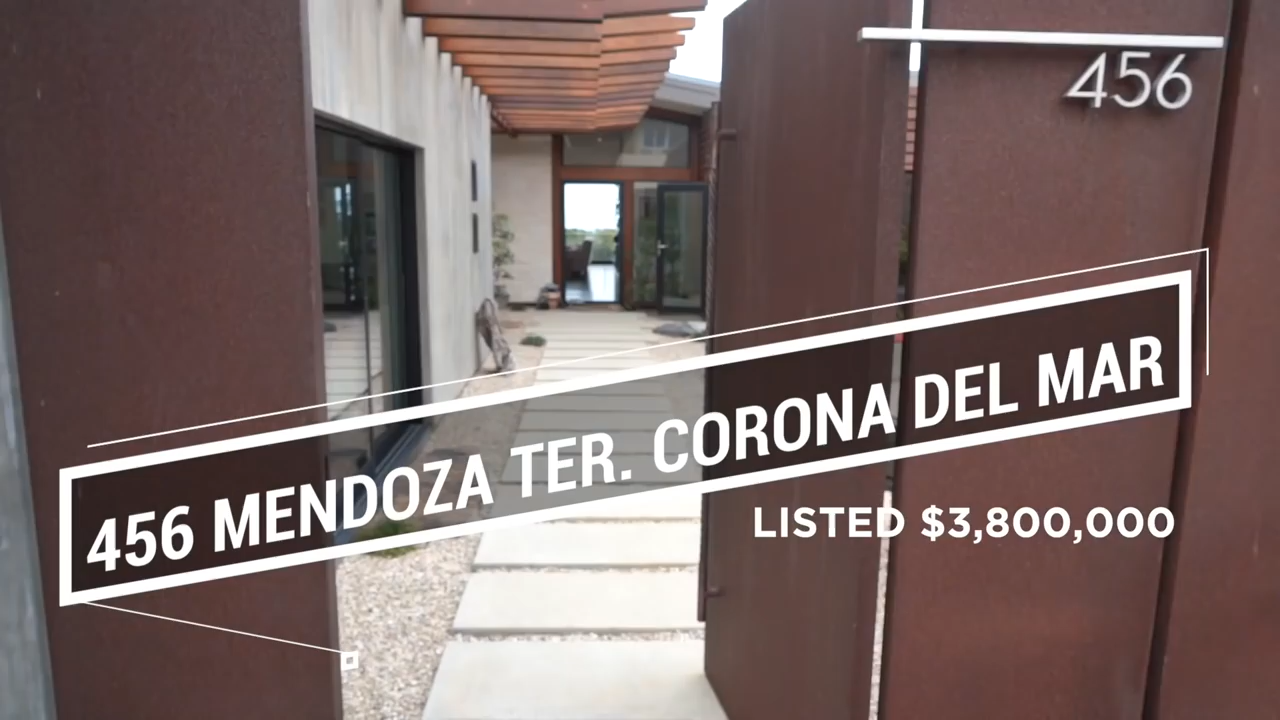 456
456 MENDOZA TER. CORONA DEL MAR
LISTED $3,800,000